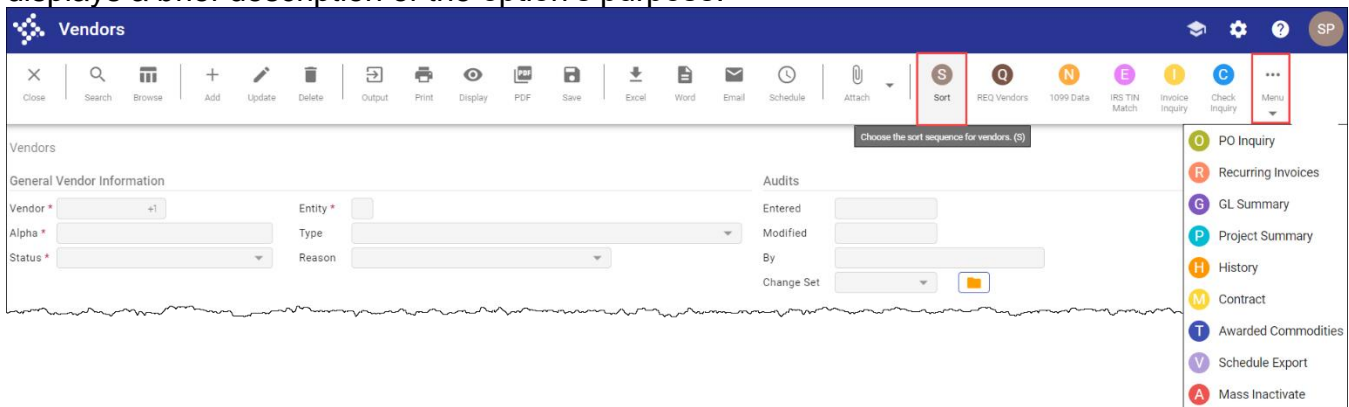 displays a brief description of the option's purpose.
Vendors SP
Close Search Browse Add Update Delete Output Print Display PDF Save Excel Word Email Schedule Attach S Sort Q REQ Vendors N 1099 Data E IRS TIN Match I Invoice Inquiry C Check Inquiry Menu
Choose the sort sequence for vendors. (S)
Vendors
General Vendor Information
Vendor * +1 Entity *
Alpha * Type
Status * Reason
Audits
Entered
Modified
By
Change Set
O PO Inquiry
R Recurring Invoices
G GL Summary
P Project Summary
H History
M Contract
T Awarded Commodities
V Schedule Export
A Mass Inactivate